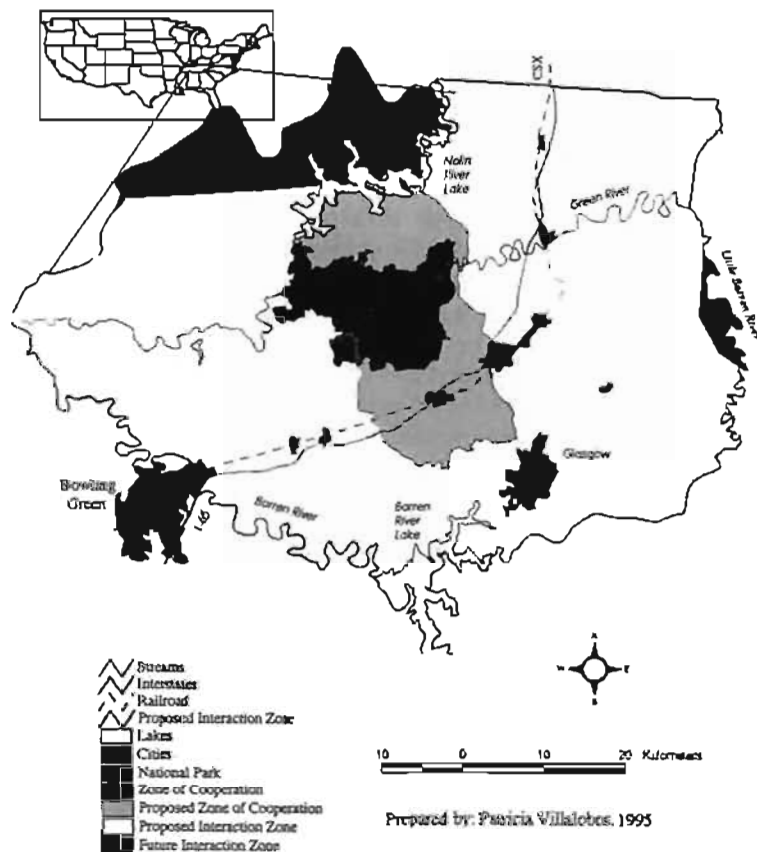 CSX
Nolin
River
Lake
Green River
Little Barren River
Glasgow
Bowling
Green
I-65
Barren River
Barren
River
Lake
N
W E
S
Streams
Interstates
Railroad
Proposed Interaction Zone
Lakes
Cities
National Park
Zone of Cooperation
Proposed Zone of Cooperation
Proposed Interaction Zone
Future Interaction Zone
10 0 10 20 Kilometers
Prepared by: Patricia Villalobos, 1995